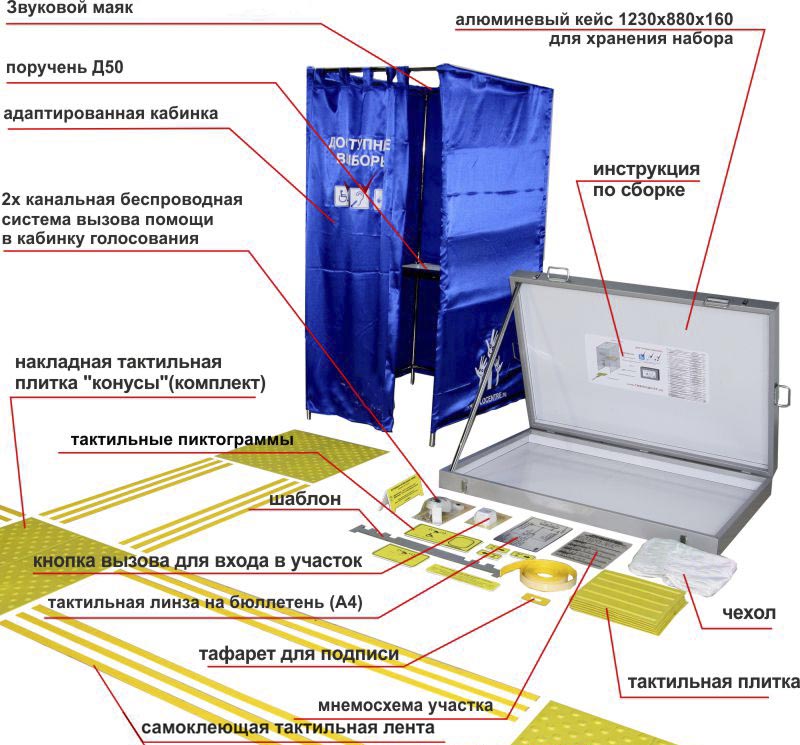 Звуковой маяк
алюминевый кейс 1230х880х160
для хранения набора
поручень Д50
адаптированная кабинка
ДОСТУПНЕ
ВИБОРЬ
инструкция
по сборке
2х канальная беспроводная
система вызова помощи
в кабинку голосования
накладная тактильная
плитка "конусы"(комплект)
тактильные пиктограммы
шаблон
кнопка вызова для входа в участок
тактильная линза на бюллетень (А4)
чехол
тафарет для подписи
тактильная плитка
мнемосхема участка
самоклеющая тактильная лента